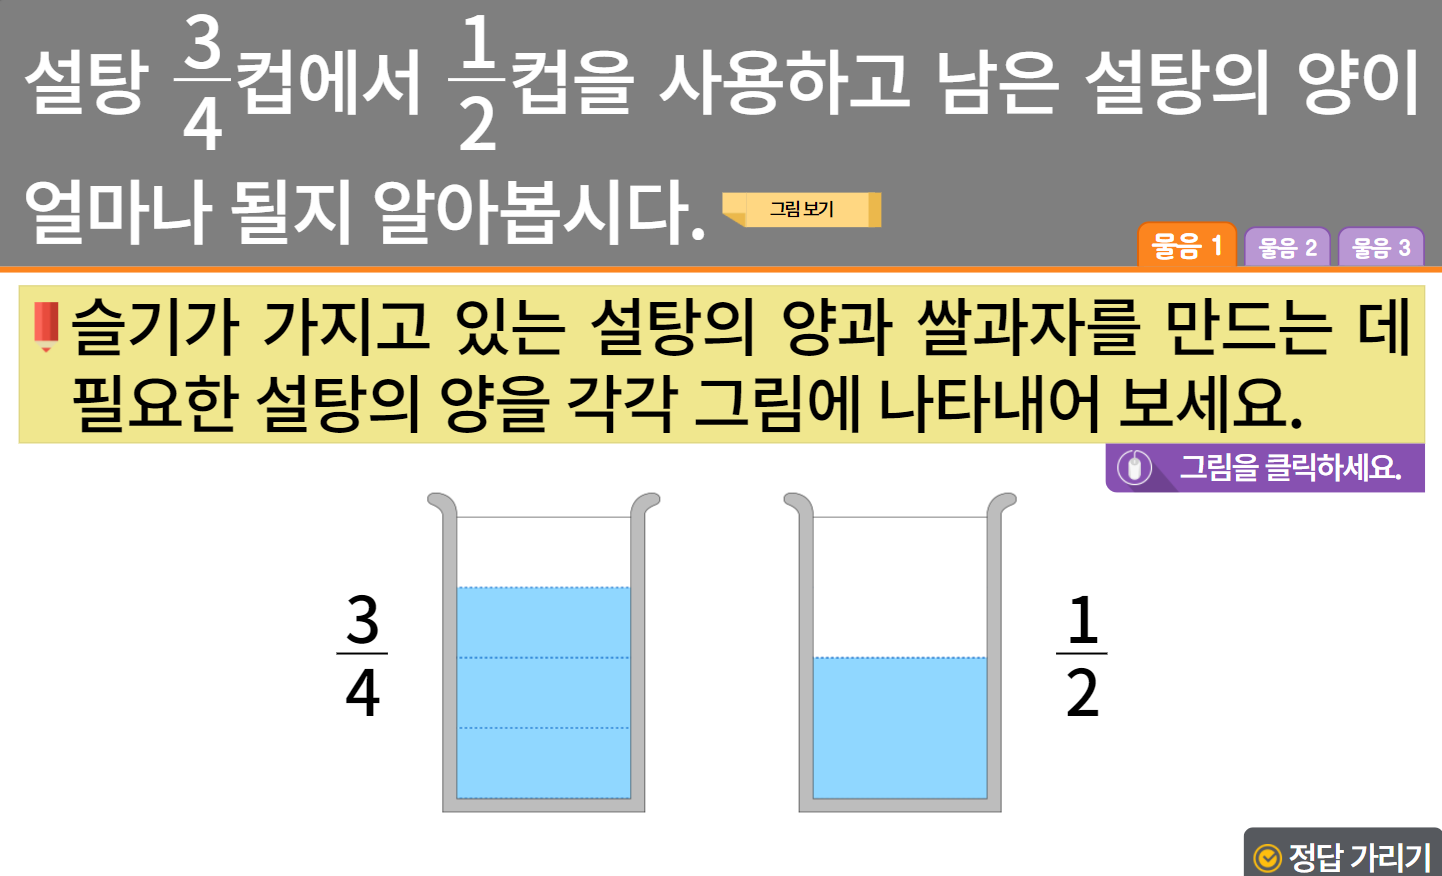 설탕 3/4컵에서 1/2컵을 사용하고 남은 설탕의 양이
얼마나 될지 알아봅시다.
그림 보기
물음 1
물음 2
물음 3
슬기가 가지고 있는 설탕의 양과 쌀과자를 만드는 데
필요한 설탕의 양을 각각 그림에 나타내어 보세요.
그림을 클릭하세요.
3/4
1/2
정답 가리기